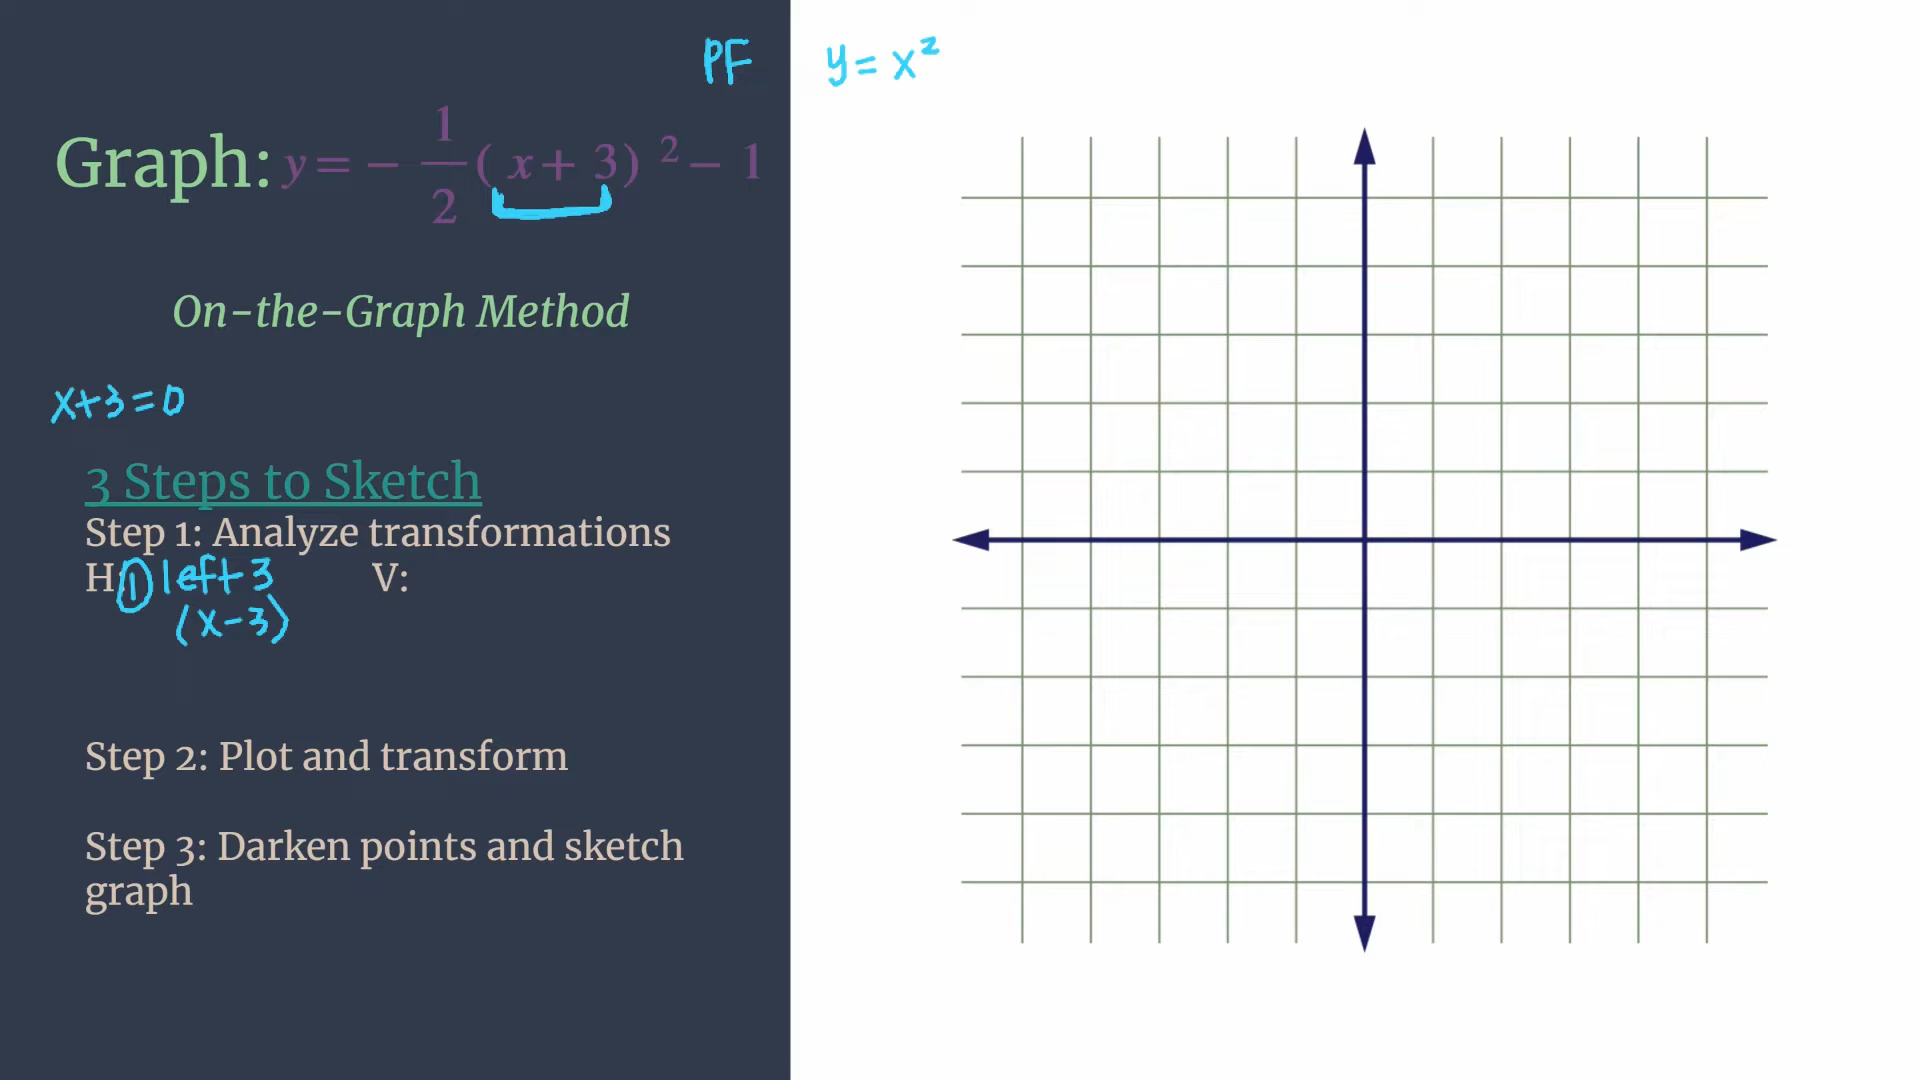 PF y = x²
Graph: y = − 1/2 ( x + 3) ² − 1
On-the-Graph Method
x+3=0
3 Steps to Sketch
Step 1: Analyze transformations
H: ① left 3 V:
(x-3)
Step 2: Plot and transform
Step 3: Darken points and sketch
graph